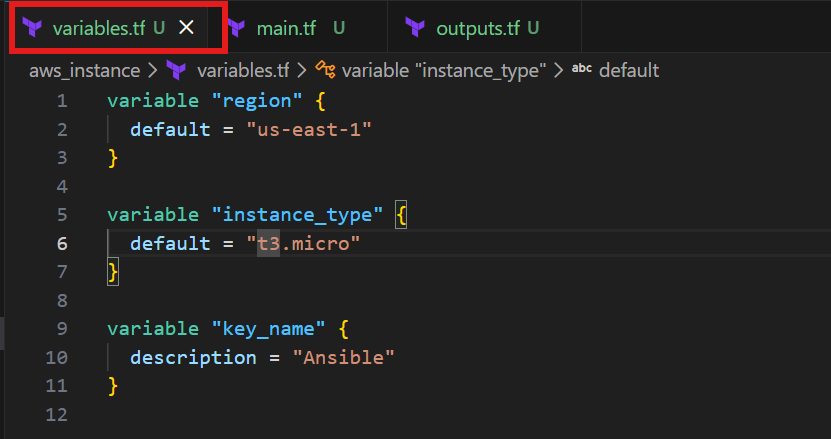 variables.tf U × main.tf U outputs.tf U
aws_instance > variables.tf > variable "instance_type" > abc default
1 variable "region" {
2   default = "us-east-1"
3 }
4
5 variable "instance_type" {
6   default = "t3.micro"
7 }
8
9 variable "key_name" {
10   description = "Ansible"
11 }
12